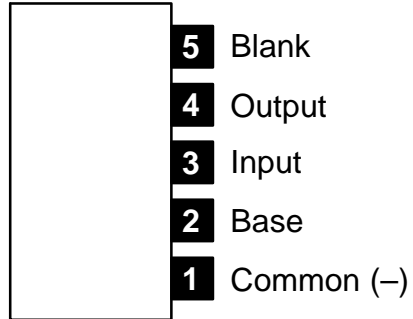 5 Blank
4 Output
3 Input
2 Base
1 Common (–)